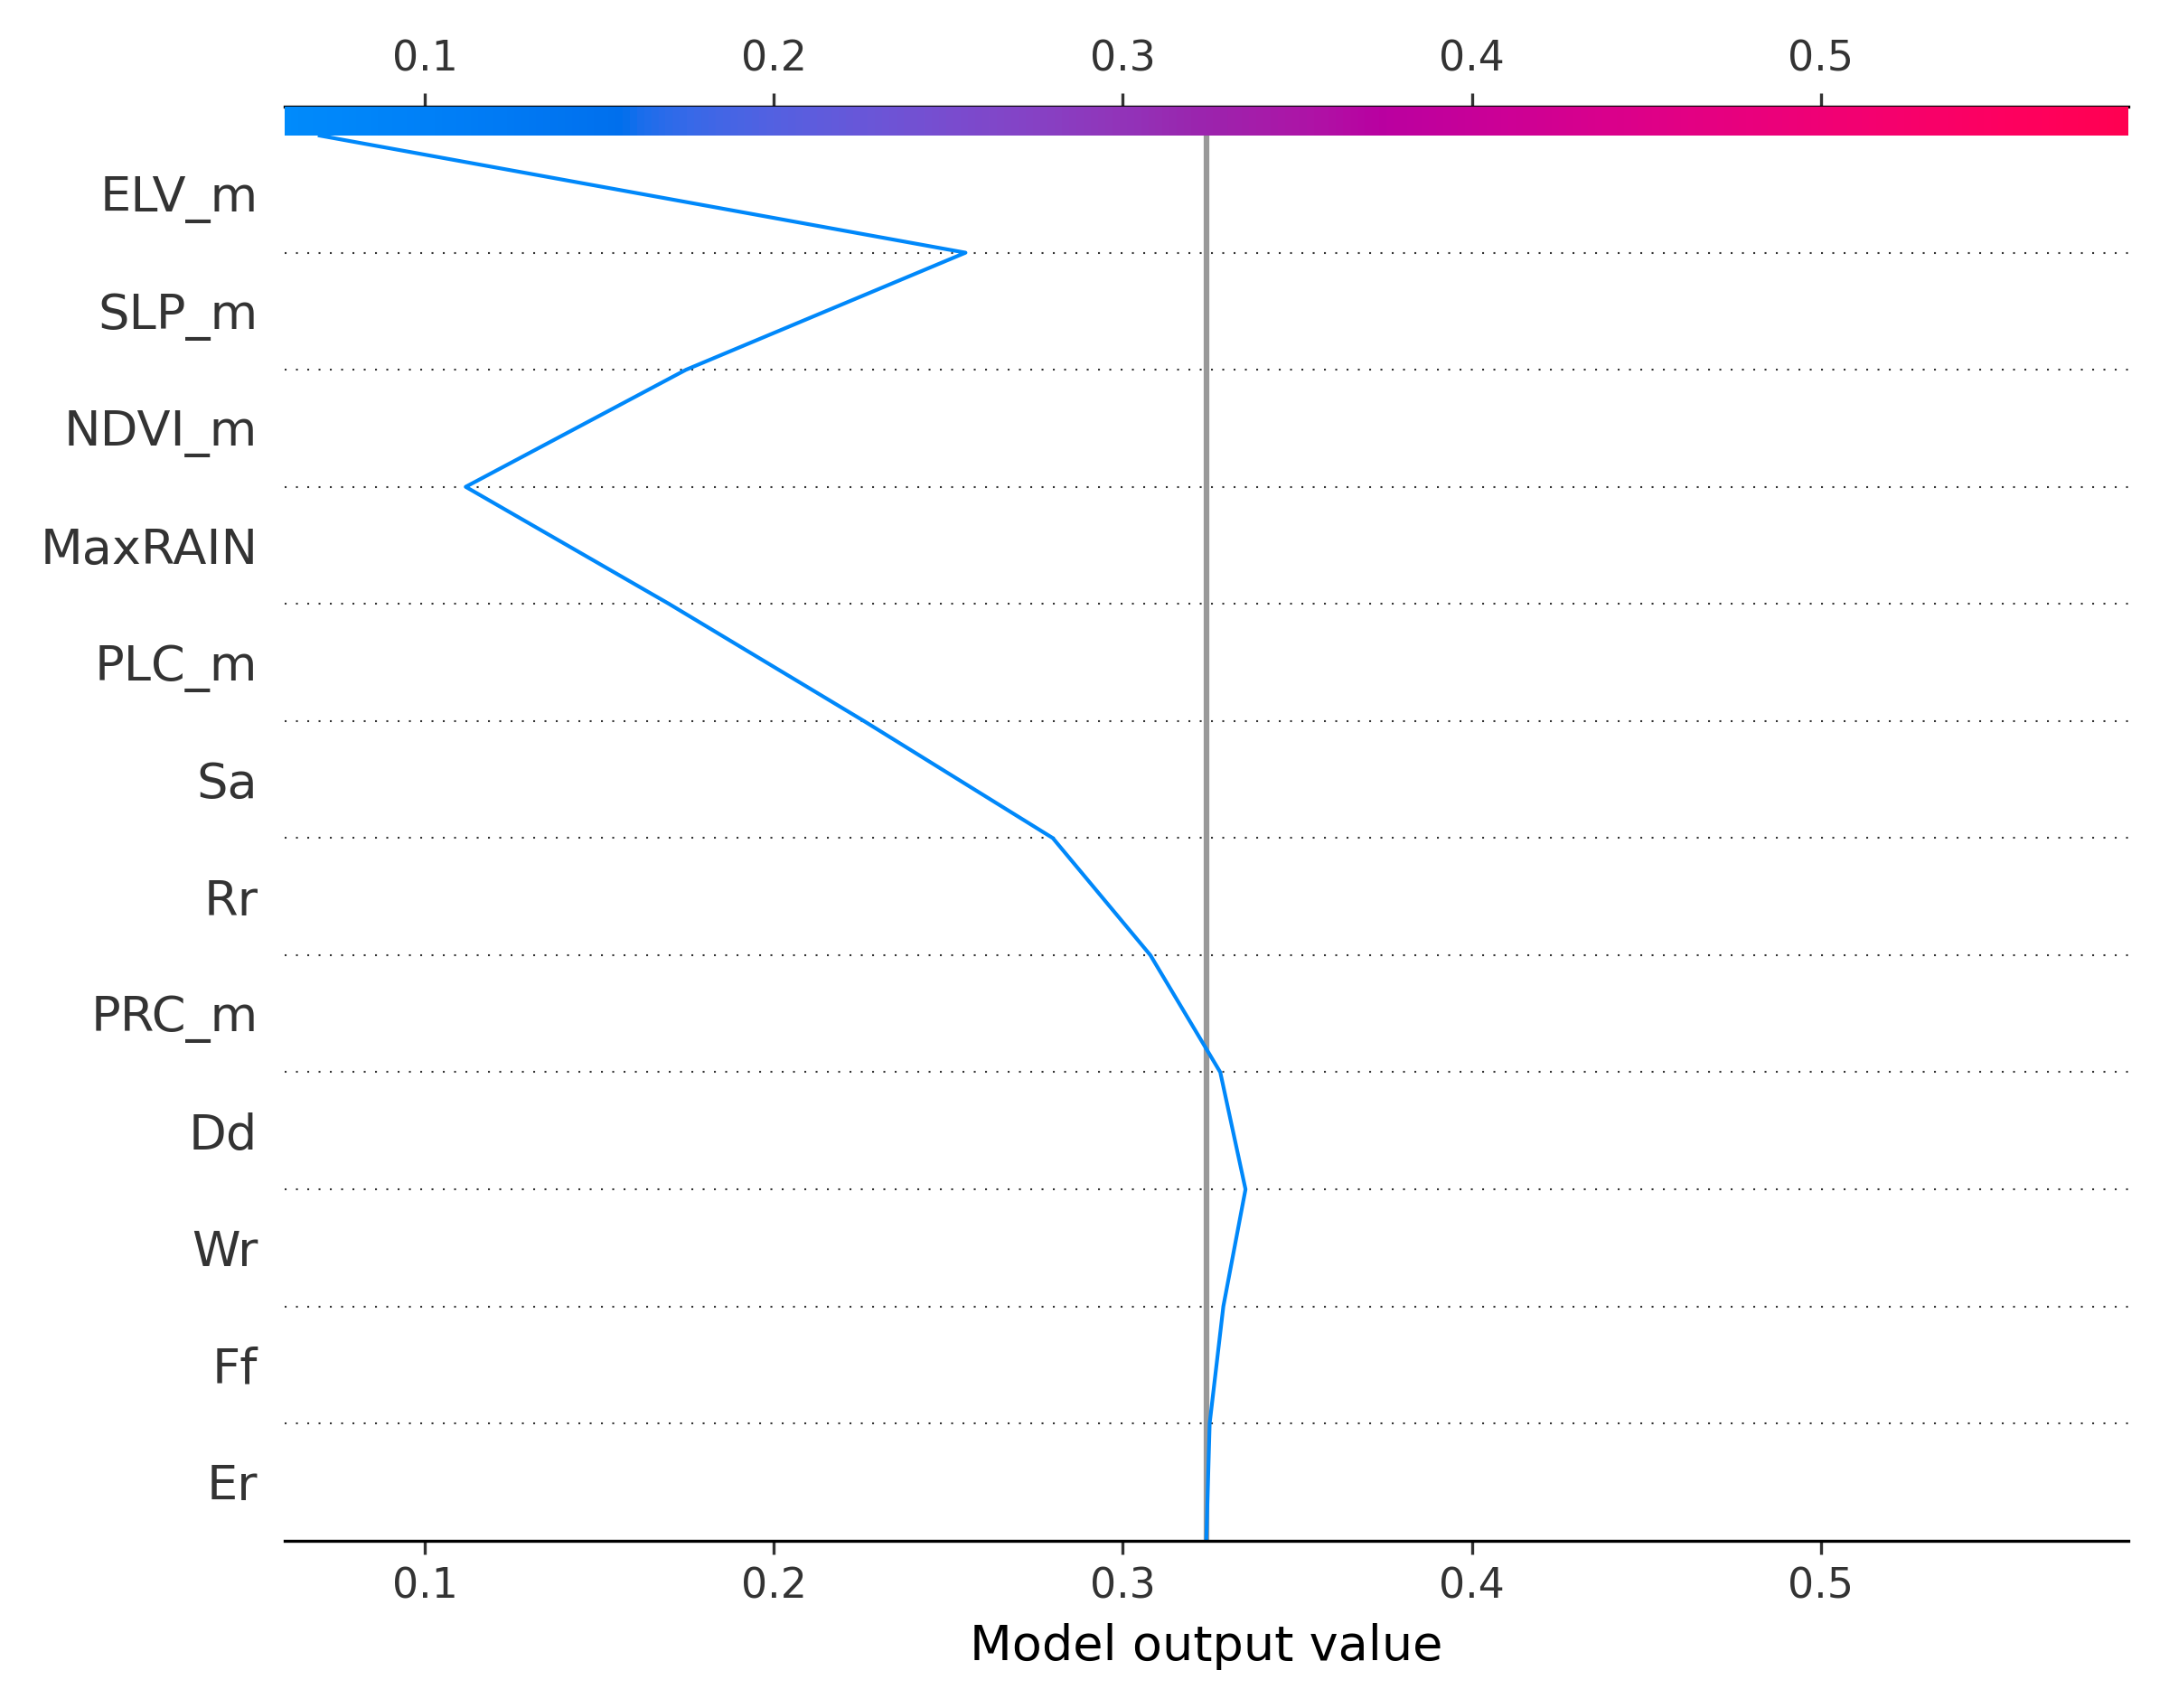 0.1 0.2 0.3 0.4 0.5
ELV_m
SLP_m
NDVI_m
MaxRAIN
PLC_m
Sa
Rr
PRC_m
Dd
Wr
Ff
Er
0.1 0.2 0.3 0.4 0.5
Model output value